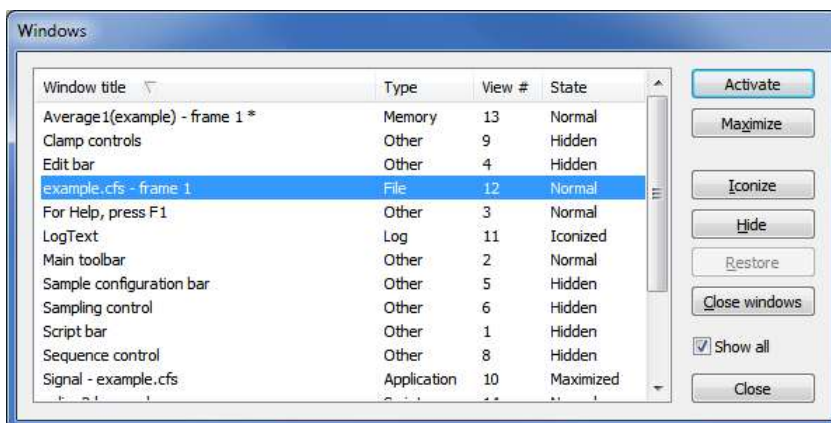 Windows
Window title Type View # State
Average1(example) - frame 1 * Memory 13 Normal
Clamp controls Other 9 Hidden
Edit bar Other 4 Hidden
example.cfs - frame 1 File 12 Normal
For Help, press F1 Other 3 Normal
LogText Log 11 Iconized
Main toolbar Other 2 Normal
Sample configuration bar Other 5 Hidden
Sampling control Other 6 Hidden
Script bar Other 1 Hidden
Sequence control Other 8 Hidden
Signal - example.cfs Application 10 Maximized
Activate
Maximize
Iconize
Hide
Restore
Close windows
Show all
Close